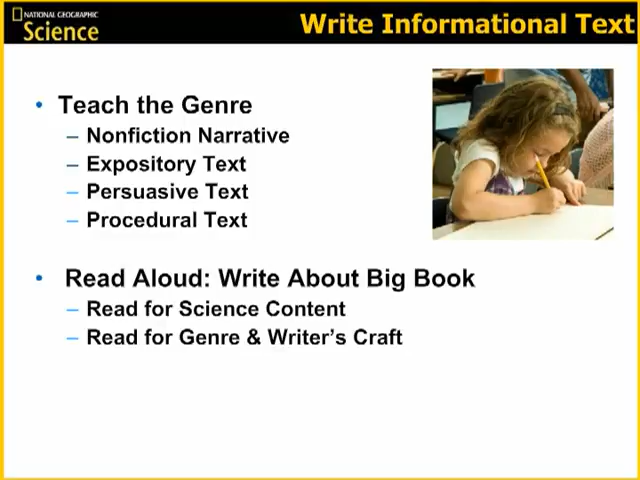 NATIONAL GEOGRAPHIC
Science
Write Informational Text
• Teach the Genre
– Nonfiction Narrative
– Expository Text
– Persuasive Text
– Procedural Text
• Read Aloud: Write About Big Book
– Read for Science Content
– Read for Genre & Writer's Craft